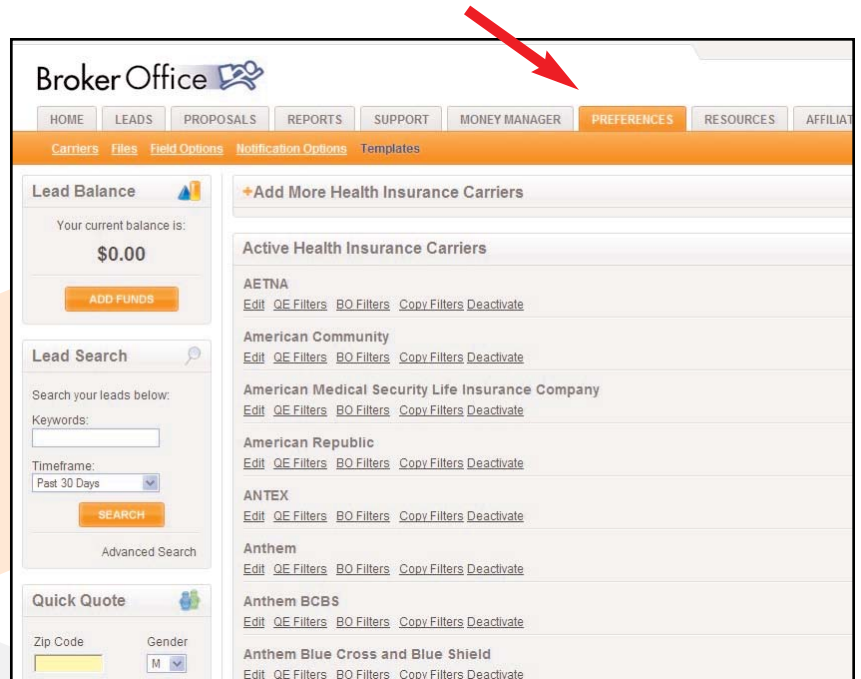 Broker Office
HOME LEADS PROPOSALS REPORTS SUPPORT MONEY MANAGER PREFERENCES RESOURCES AFFILIAT
Carriers Files Field Options Notification Options Templates
Lead Balance
Your current balance is:
$0.00
ADD FUNDS
Lead Search
Search your leads below:
Keywords:
Timeframe:
Past 30 Days
SEARCH
Advanced Search
Quick Quote
Zip Code Gender
M
+Add More Health Insurance Carriers
Active Health Insurance Carriers
AETNA
Edit QE Filters BO Filters Copy Filters Deactivate
American Community
Edit QE Filters BO Filters Copy Filters Deactivate
American Medical Security Life Insurance Company
Edit QE Filters BO Filters Copy Filters Deactivate
American Republic
Edit QE Filters BO Filters Copy Filters Deactivate
ANTEX
Edit QE Filters BO Filters Copy Filters Deactivate
Anthem
Edit QE Filters BO Filters Copy Filters Deactivate
Anthem BCBS
Edit QE Filters BO Filters Copy Filters Deactivate
Anthem Blue Cross and Blue Shield
Edit QE Filters BO Filters Copy Filters Deactivate